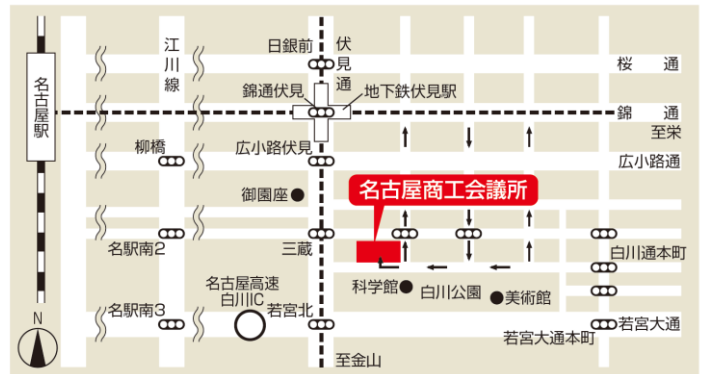 日銀前
伏見通
江川線
桜通
名古屋駅
錦通伏見
地下鉄伏見駅
錦通
至栄
柳橋
広小路伏見
広小路通
御園座
名古屋商工会議所
名駅南2
三蔵
白川通本町
名古屋高速
白川IC
科学館
白川公園
美術館
N
名駅南3
若宮北
若宮大通
若宮大通本町
至金山